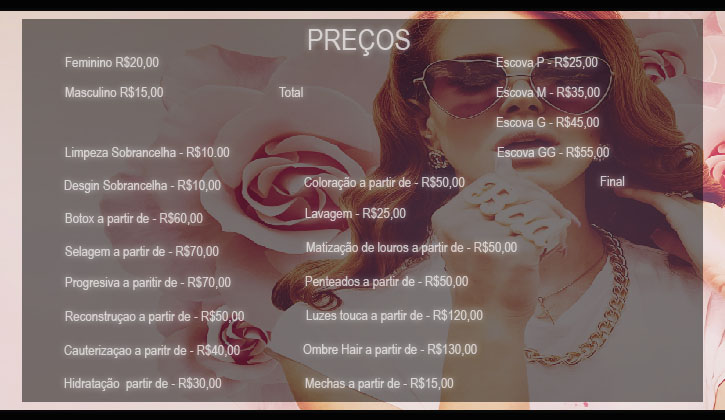 PREÇOS
Feminino R$20,00
Escova P - R$25,00
Masculino R$15,00
Total
Escova M - R$35,00
Escova G - R$45,00
Limpeza Sobrancelha - R$10.00
Escova GG - R$55,00
Desgin Sobrancelha - R$10,00
Coloração a partir de - R$50,00
Final
Botox a partir de - R$60,00
Lavagem - R$25,00
Selagem a partir de - R$70,00
Matização de louros a partir de - R$50,00
Progresiva a paritir de - R$70,00
Penteados a partir de - R$50,00
Reconstruçao a partir de - R$50,00
Luzes touca a partir de - R$120,00
Cauterizaçao a paritr de - R$40,00
Ombre Hair a partir de - R$130,00
Hidratação partir de - R$30,00
Mechas a partir de - R$15,00